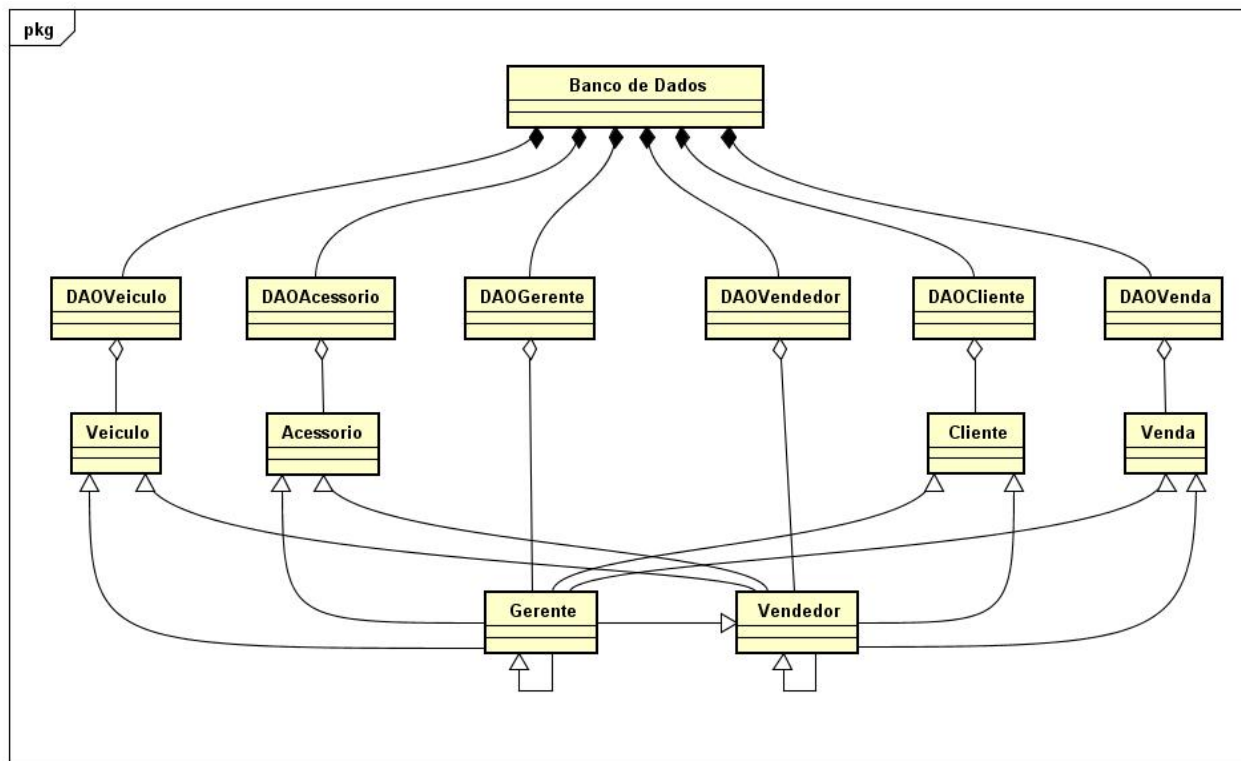 pkg
Banco de Dados
DAOVeiculo
DAOAcessorio
DAOGerente
DAOVendedor
DAOCliente
DAOVenda
Veiculo
Acessorio
Cliente
Venda
Gerente
Vendedor